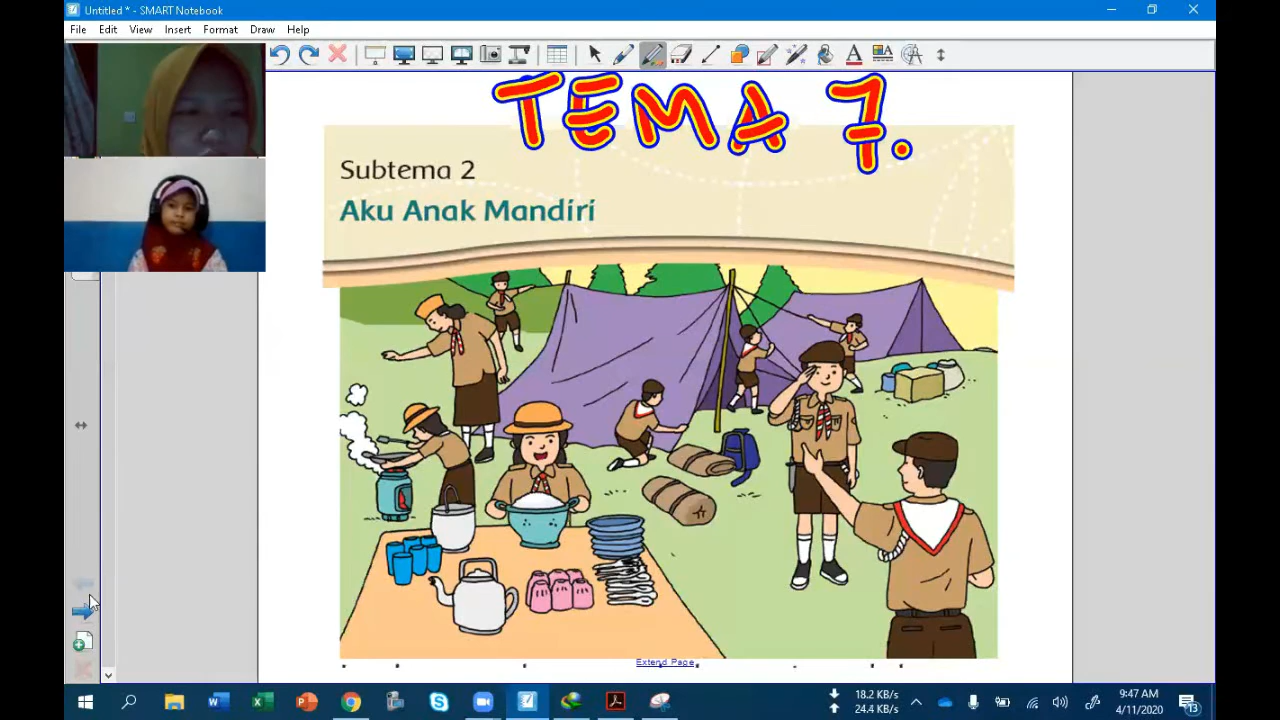 Untitled * - SMART Notebook
File Edit View Insert Format Draw Help
TEMA 7.
Subtema 2
Aku Anak Mandiri
Extend Page
18.2 KB/s
24.4 KB/s
9:47 AM
4/11/2020
13